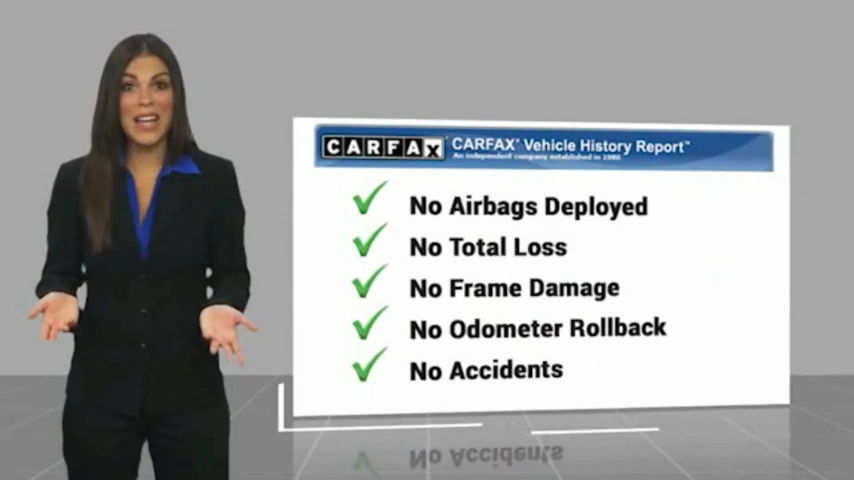 CARFAX CARFAX® Vehicle History Report™
An independent company established in 1986
No Airbags Deployed
No Total Loss
No Frame Damage
No Odometer Rollback
No Accidents
No Accidents